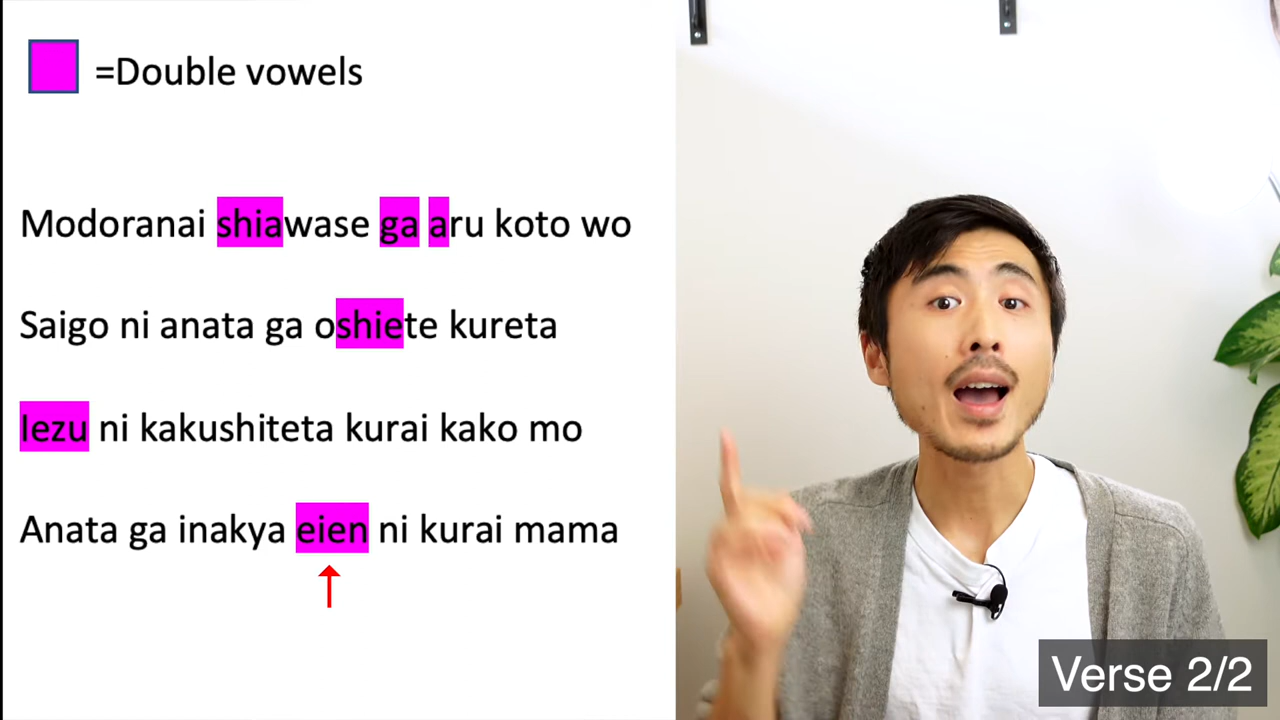 =Double vowels
Modoranai shiawase ga aru koto wo
Saigo ni anata ga oshiete kureta
Iezu ni kakushiteta kurai kako mo
Anata ga inakya eien ni kurai mama
Verse 2/2